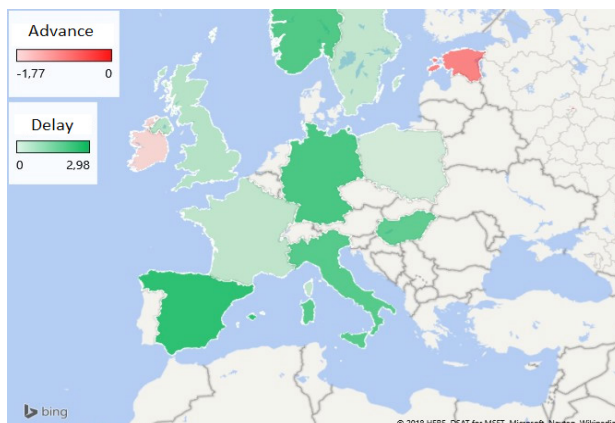 Advance
-1,77 0
Delay
0 2,98
bing
© 2018 HERE, DSAT for MSFT, Microsoft, Navteq, Wikipedia